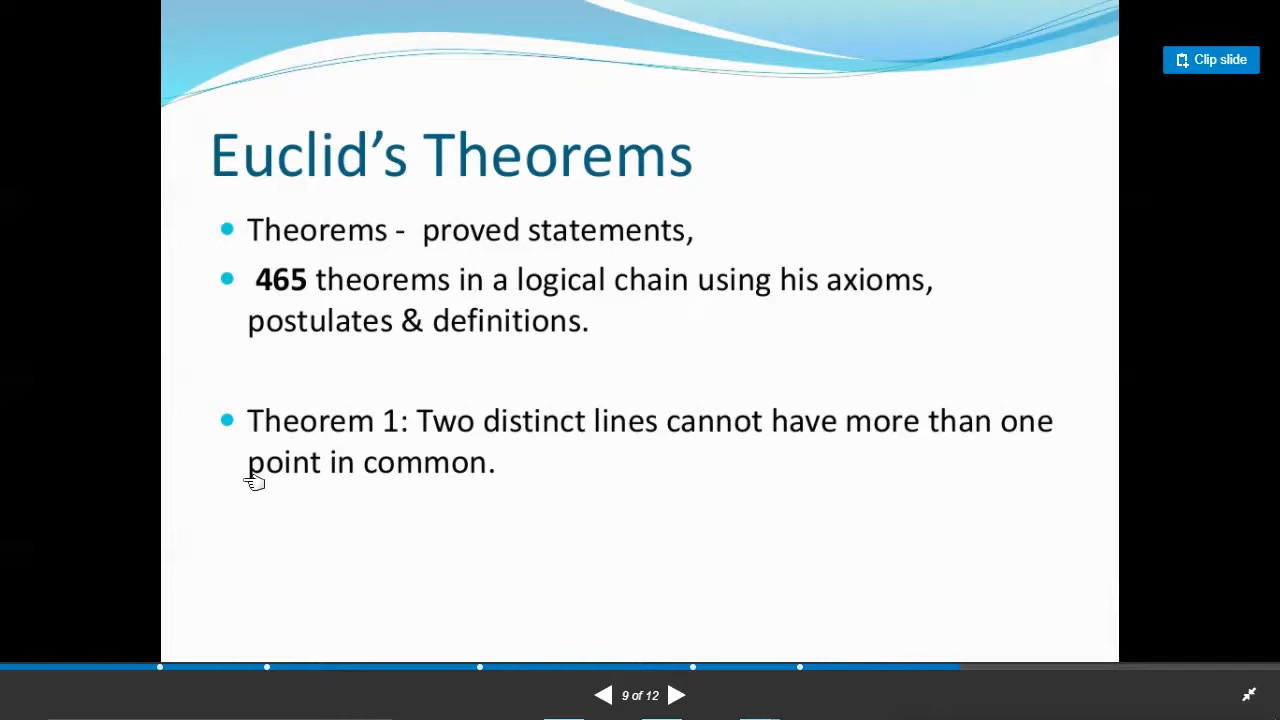 Clip slide
Euclid’s Theorems
Theorems - proved statements,
465 theorems in a logical chain using his axioms,
postulates & definitions.
Theorem 1: Two distinct lines cannot have more than one
point in common.
9 of 12